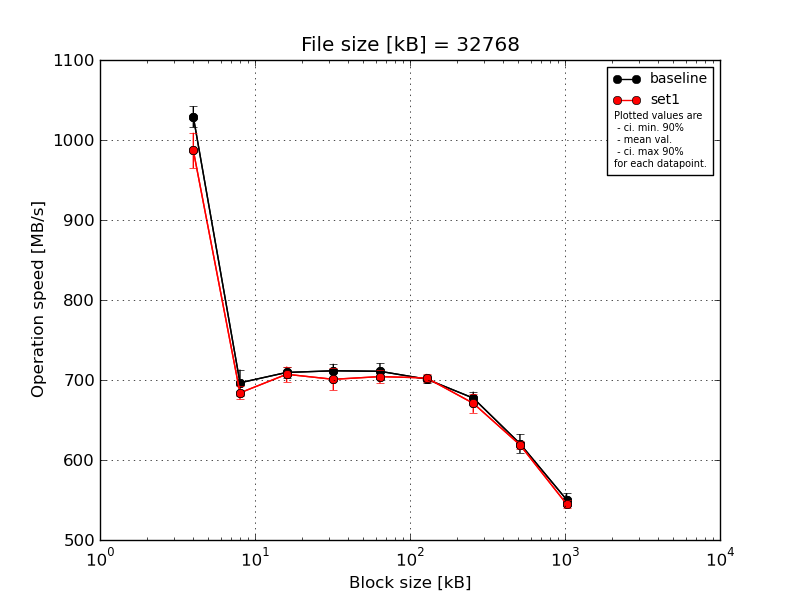 File size [kB] = 32768
1100
1000
900
800
700
600
500
Operation speed [MB/s]
baseline
set1
Plotted values are
- ci. min. 90%
- mean val.
- ci. max 90%
for each datapoint.
10^0 10^1 10^2 10^3 10^4
Block size [kB]